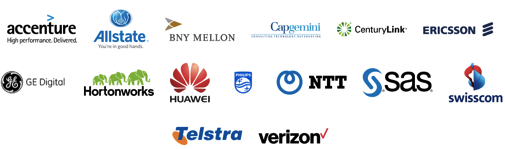 accenture
High performance. Delivered.
Allstate.
You're in good hands.
BNY MELLON
Capgemini
CONSULTING.TECHNOLOGY.OUTSOURCING
CenturyLink
ERICSSON
GE Digital
Hortonworks
HUAWEI
PHILIPS
NTT
sas
swisscom
Telstra
verizon